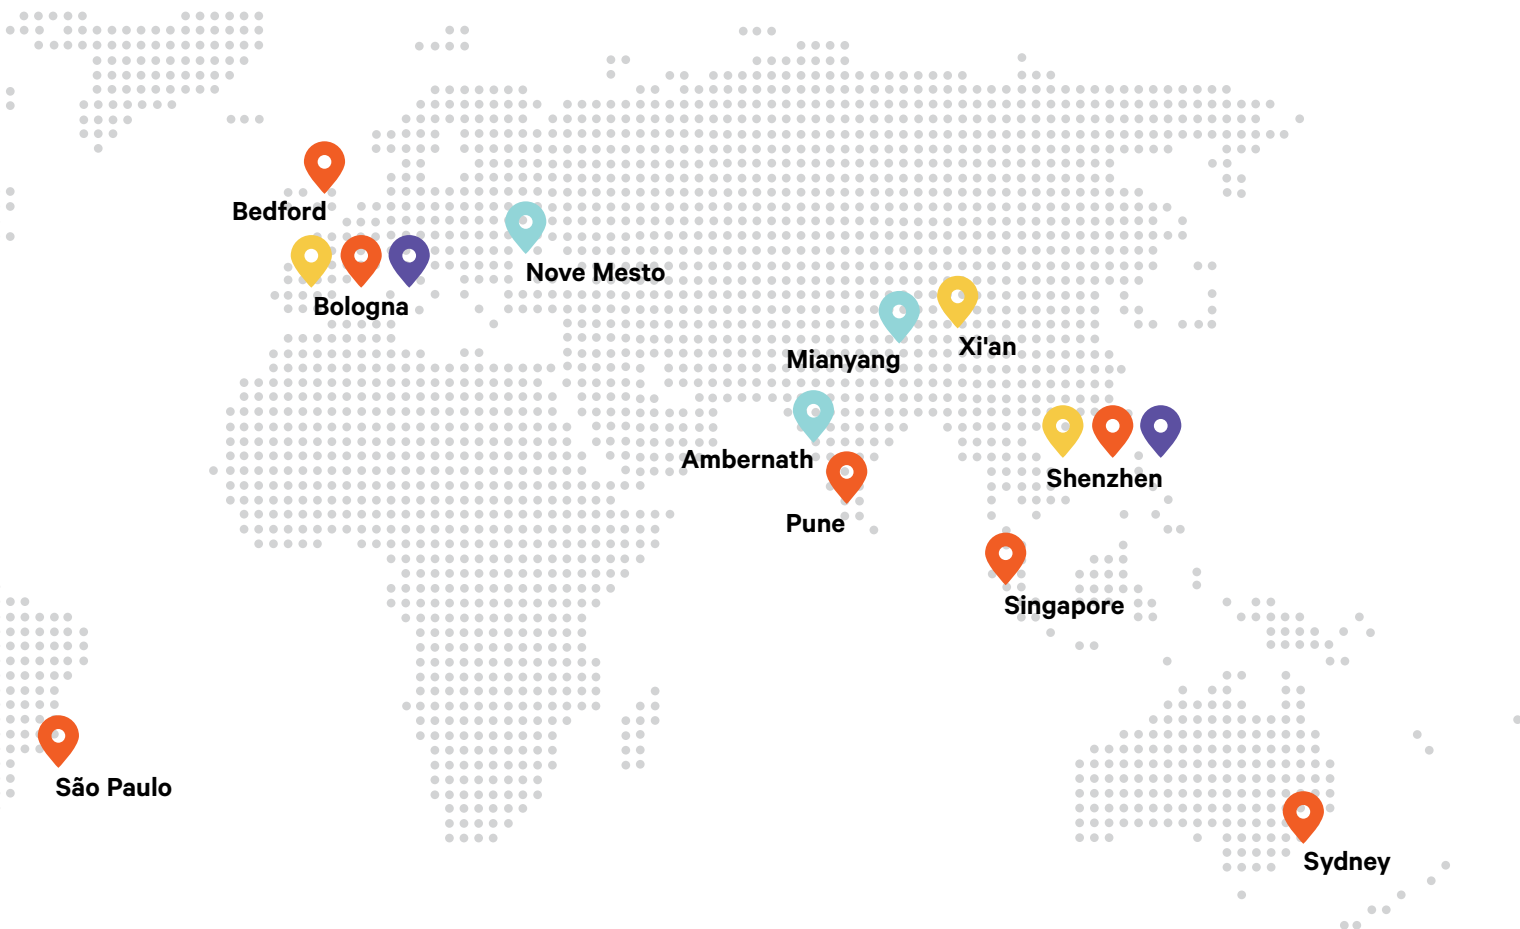 Bedford
Nove Mesto
Bologna
Xi'an
Mianyang
Ambernath
Shenzhen
Pune
Singapore
São Paulo
Sydney